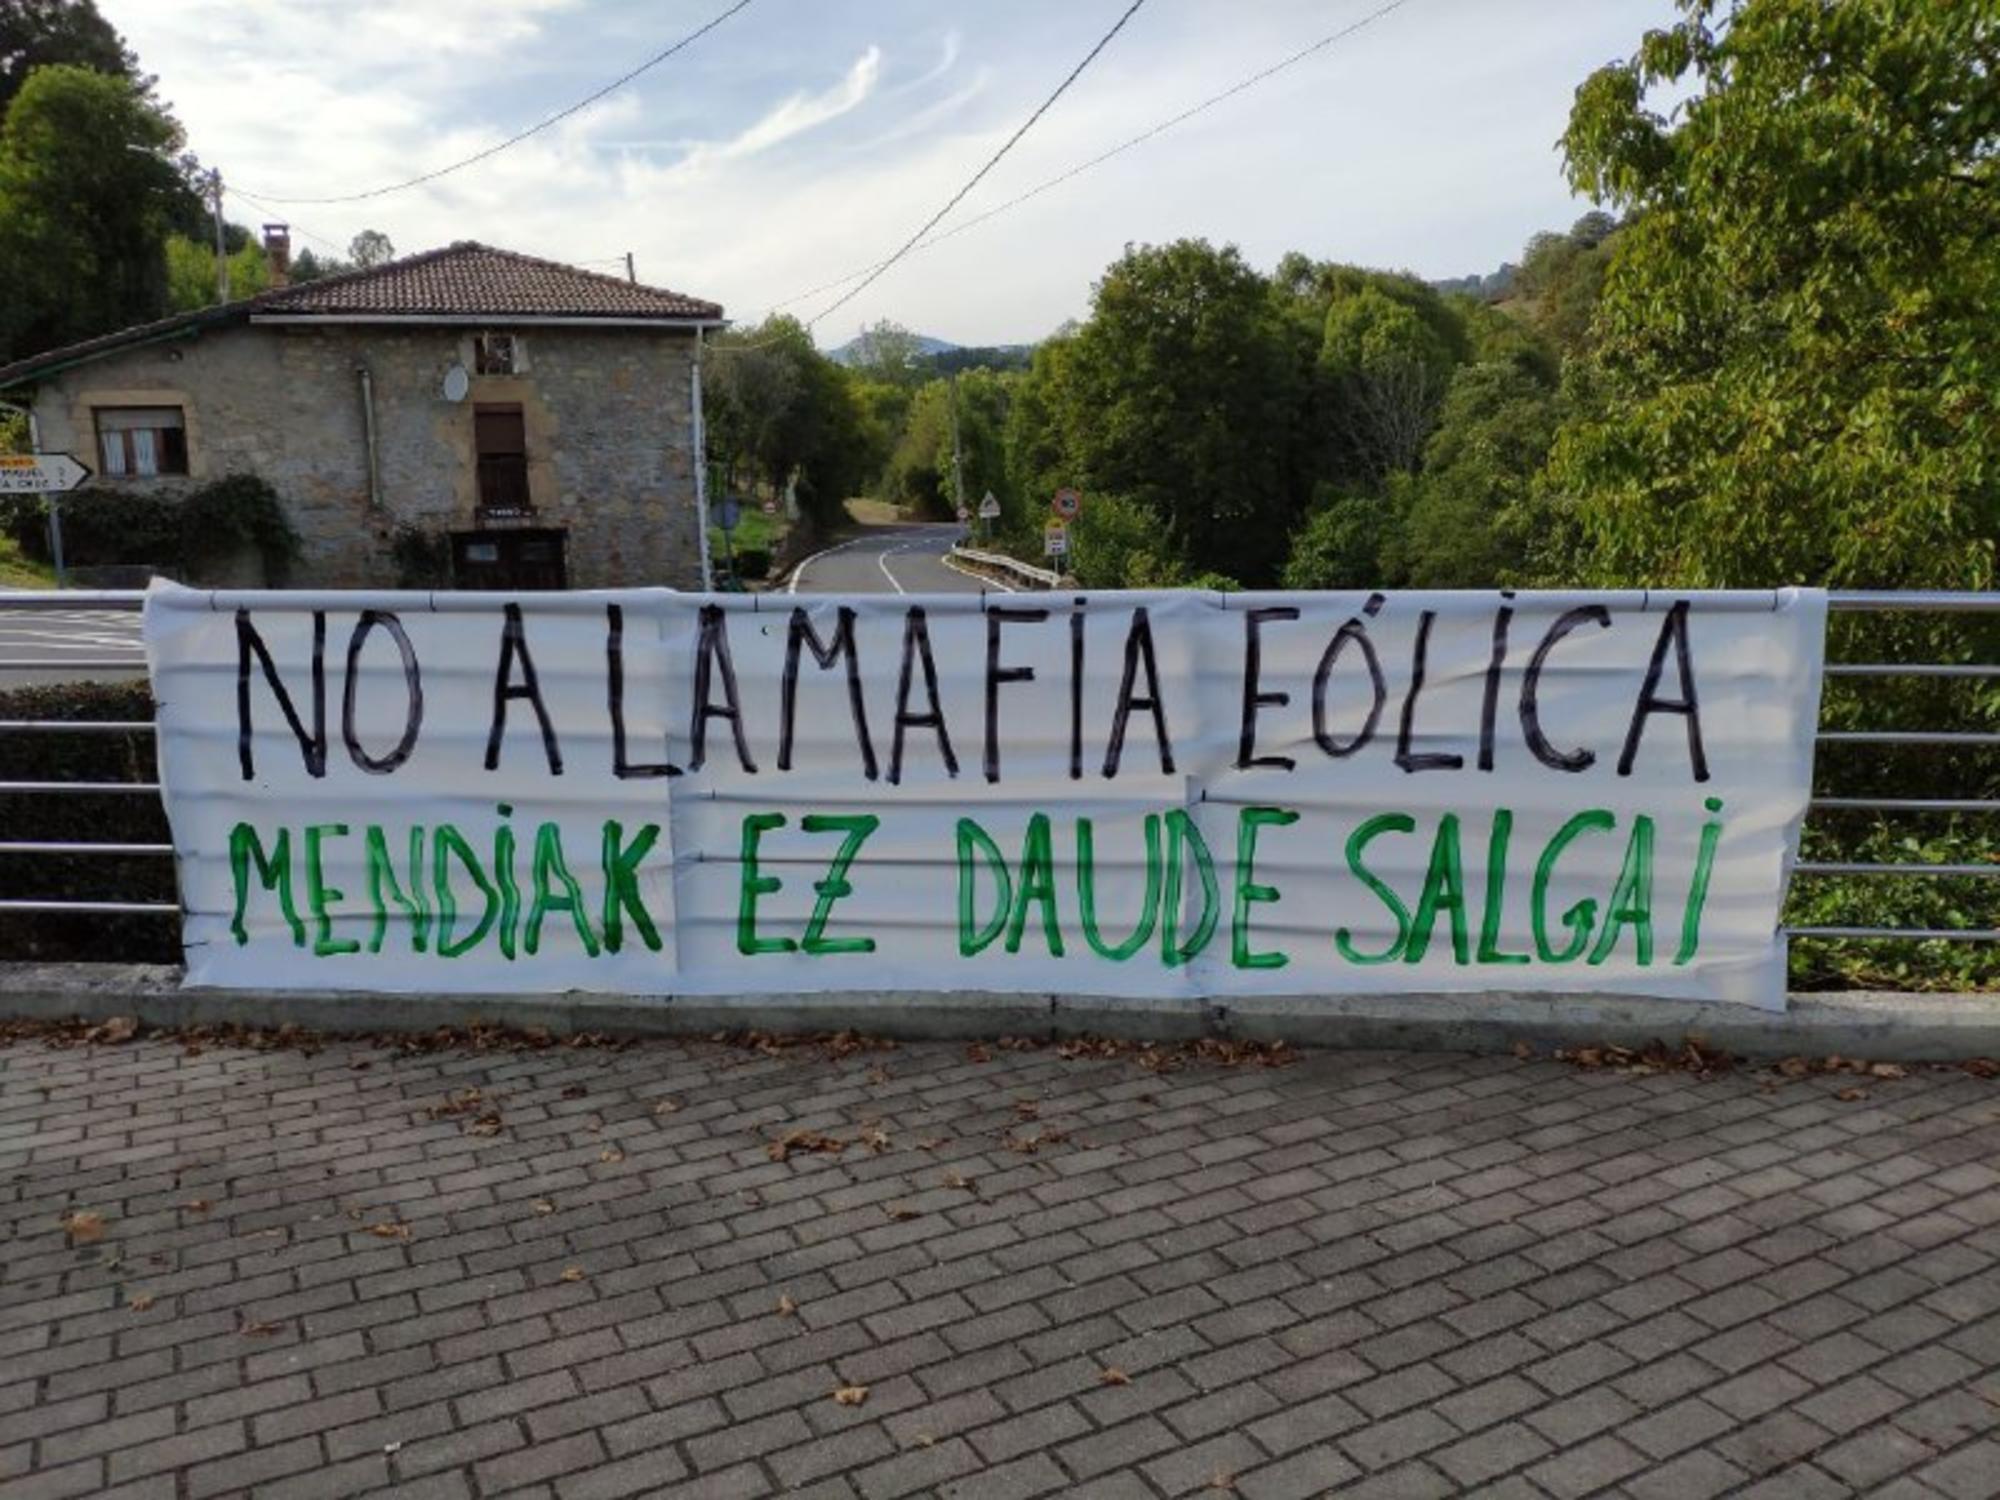 NO A LA MAFIA EÓLICA
MENDIAK EZ DAUDE SALGAI